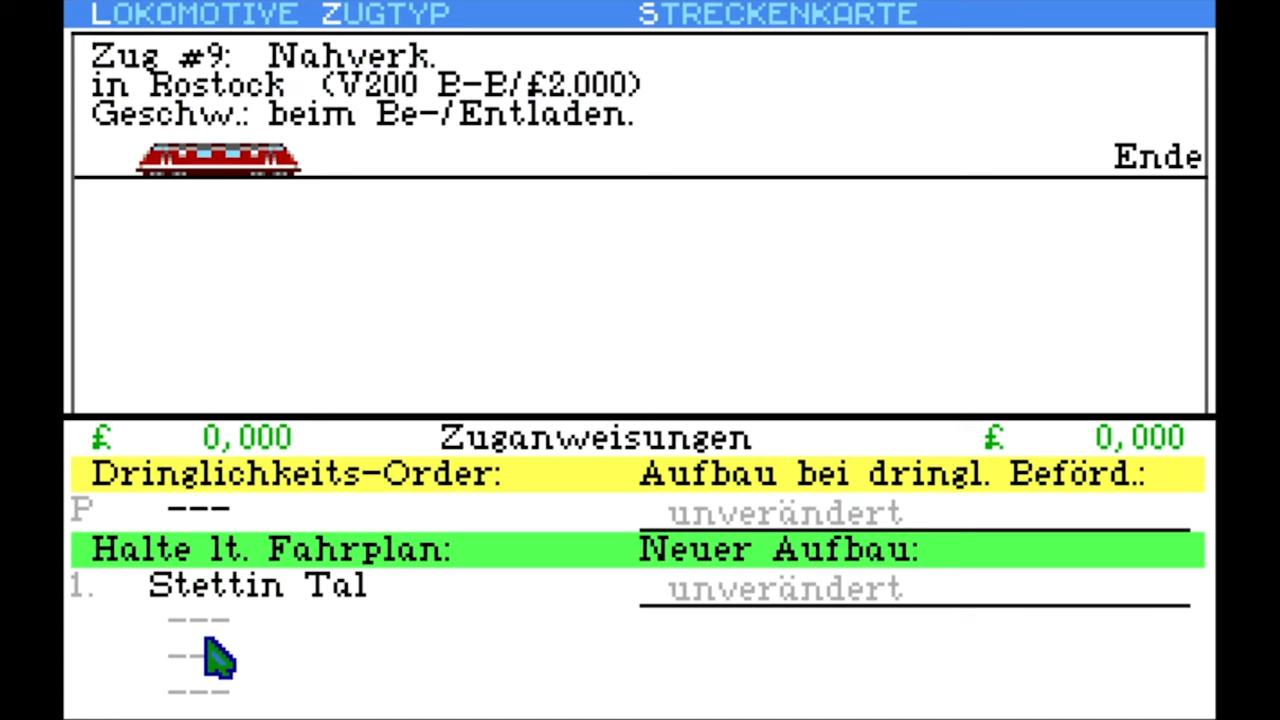 LOKOMOTIVE ZUGTYP STRECKENKARTE
Zug #9: Nahverk.
in Rostock (V200 B-B/£2.000)
Geschw.: beim Be-/Entladen.
Ende
£ 0,000 Zuganweisungen £ 0,000
Dringlichkeits-Order: Aufbau bei dringl. Beförd.:
P --- unverändert
Halte lt. Fahrplan: Neuer Aufbau:
1. Stettin Tal unverändert
---
---
---